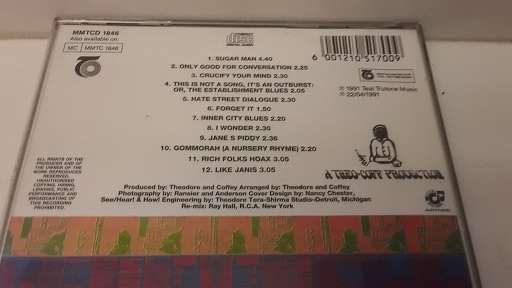 MMTCD 1846
Also available on:
MC MMTC 1846
COMPACT
disc
DIGITAL AUDIO
6 001210 517009
1. SUGAR MAN 4.40
2. ONLY GOOD FOR CONVERSATION 2.25
3. CRUCIFY YOUR MIND 2.30
4. THIS IS NOT A SONG, IT'S AN OUTBURST:
OR, THE ESTABLISHMENT BLUES 2.05
5. HATE STREET DIALOGUE 2.30
6. FORGET IT 1.50
7. INNER CITY BLUES 2.20
8. I WONDER 2.30
9. JANE S PIDDY 2.36
10. GOMMORAH (A NURSERY RHYME) 2.20
11. RICH FOLKS HOAX 3.05
12. LIKE JANIS 3.05
℗ 1991 Teal Trutone Music
℗ 22/04/1991
ALL RIGHTS OF THE
PRODUCER AND OF
THE OWNER OF THE
WORK REPRODUCED
RESERVED.
UNAUTHORISED
COPYING, HIRING,
LENDING, PUBLIC
PERFORMANCE AND
BROADCASTING OF
THIS RECORDING
PROHIBITED.
A THEO-COFF PRODUCTION
Produced by: Theodore and Coffey Arranged by: Theodore and Coffey
Photography by: Ransier and Anderson Cover Design by: Nancy Chester,
See/Heart & How! Engineering by: Theodore Tera-Shirma Studio-Detroit, Michigan
Re-mix: Ray Hall, R.C.A. New York